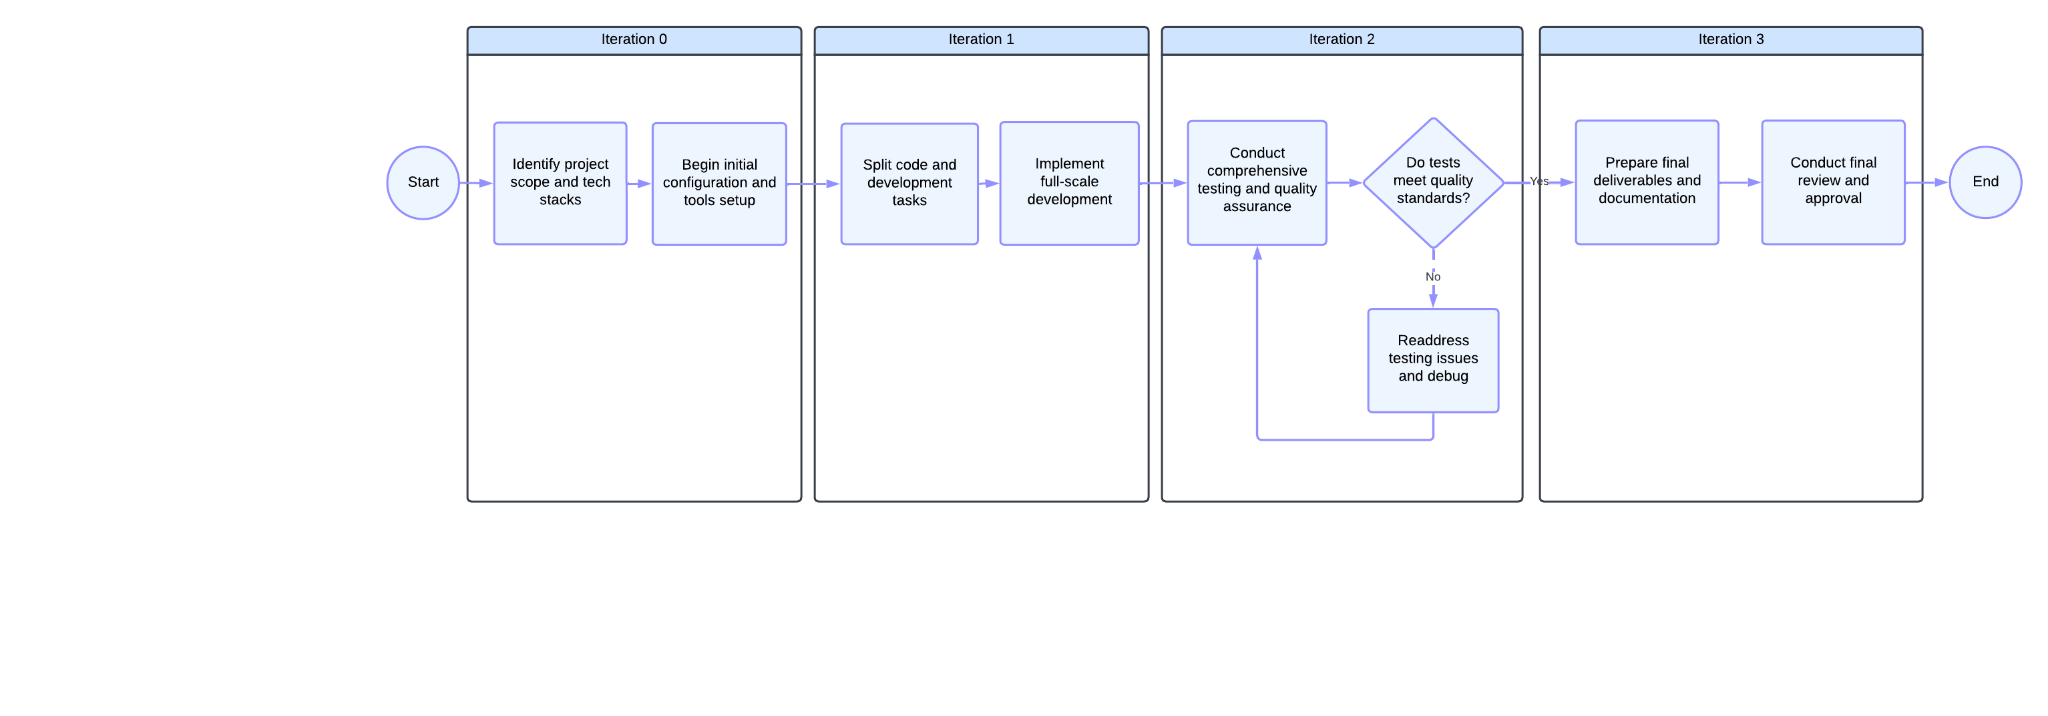 Iteration 0
Iteration 1
Iteration 2
Iteration 3
Start
Identify project
scope and tech
stacks
Begin initial
configuration and
tools setup
Split code and
development
tasks
Implement
full-scale
development
Conduct
comprehensive
testing and quality
assurance
Do tests
meet quality
standards?
Yes
No
Readdress
testing issues
and debug
Prepare final
deliverables and
documentation
Conduct final
review and
approval
End